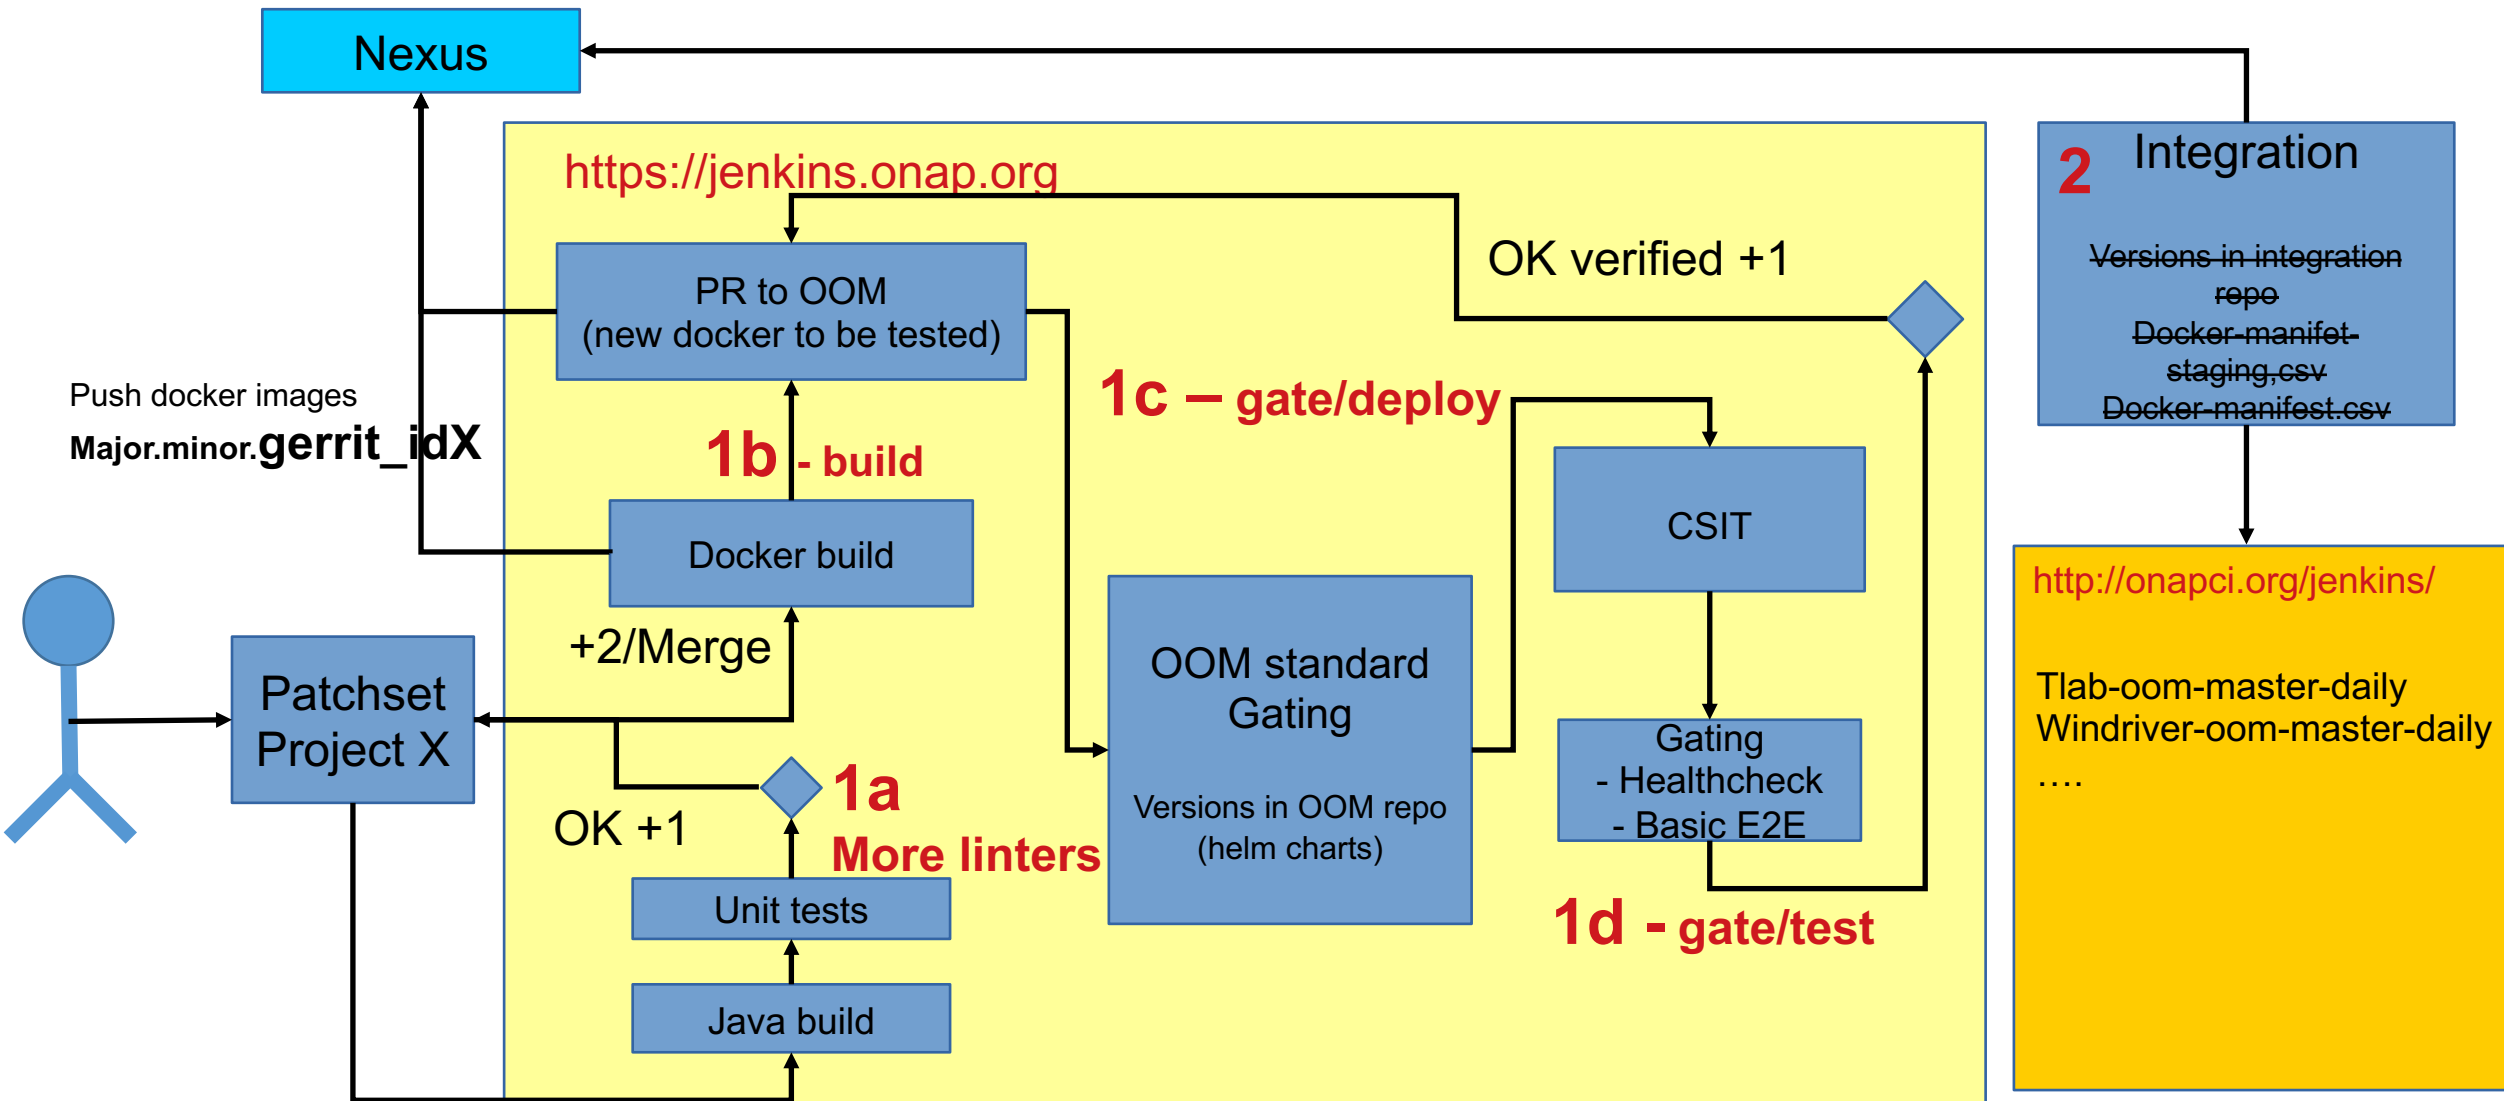 Nexus
https://jenkins.onap.org
2
Integration
Versions in integration
repo
Docker-manifet-
staging,csv
Docker-manifest.csv
PR to OOM
(new docker to be tested)
OK verified +1
Push docker images
Major.minor.gerrit_idX
1b - build
1c – gate/deploy
Docker build
CSIT
+2/Merge
Patchset
Project X
OOM standard
Gating
Versions in OOM repo
(helm charts)
Gating
- Healthcheck
- Basic E2E
http://onapci.org/jenkins/
Tlab-oom-master-daily
Windriver-oom-master-daily
….
OK +1
1a
More linters
Unit tests
1d - gate/test
Java build